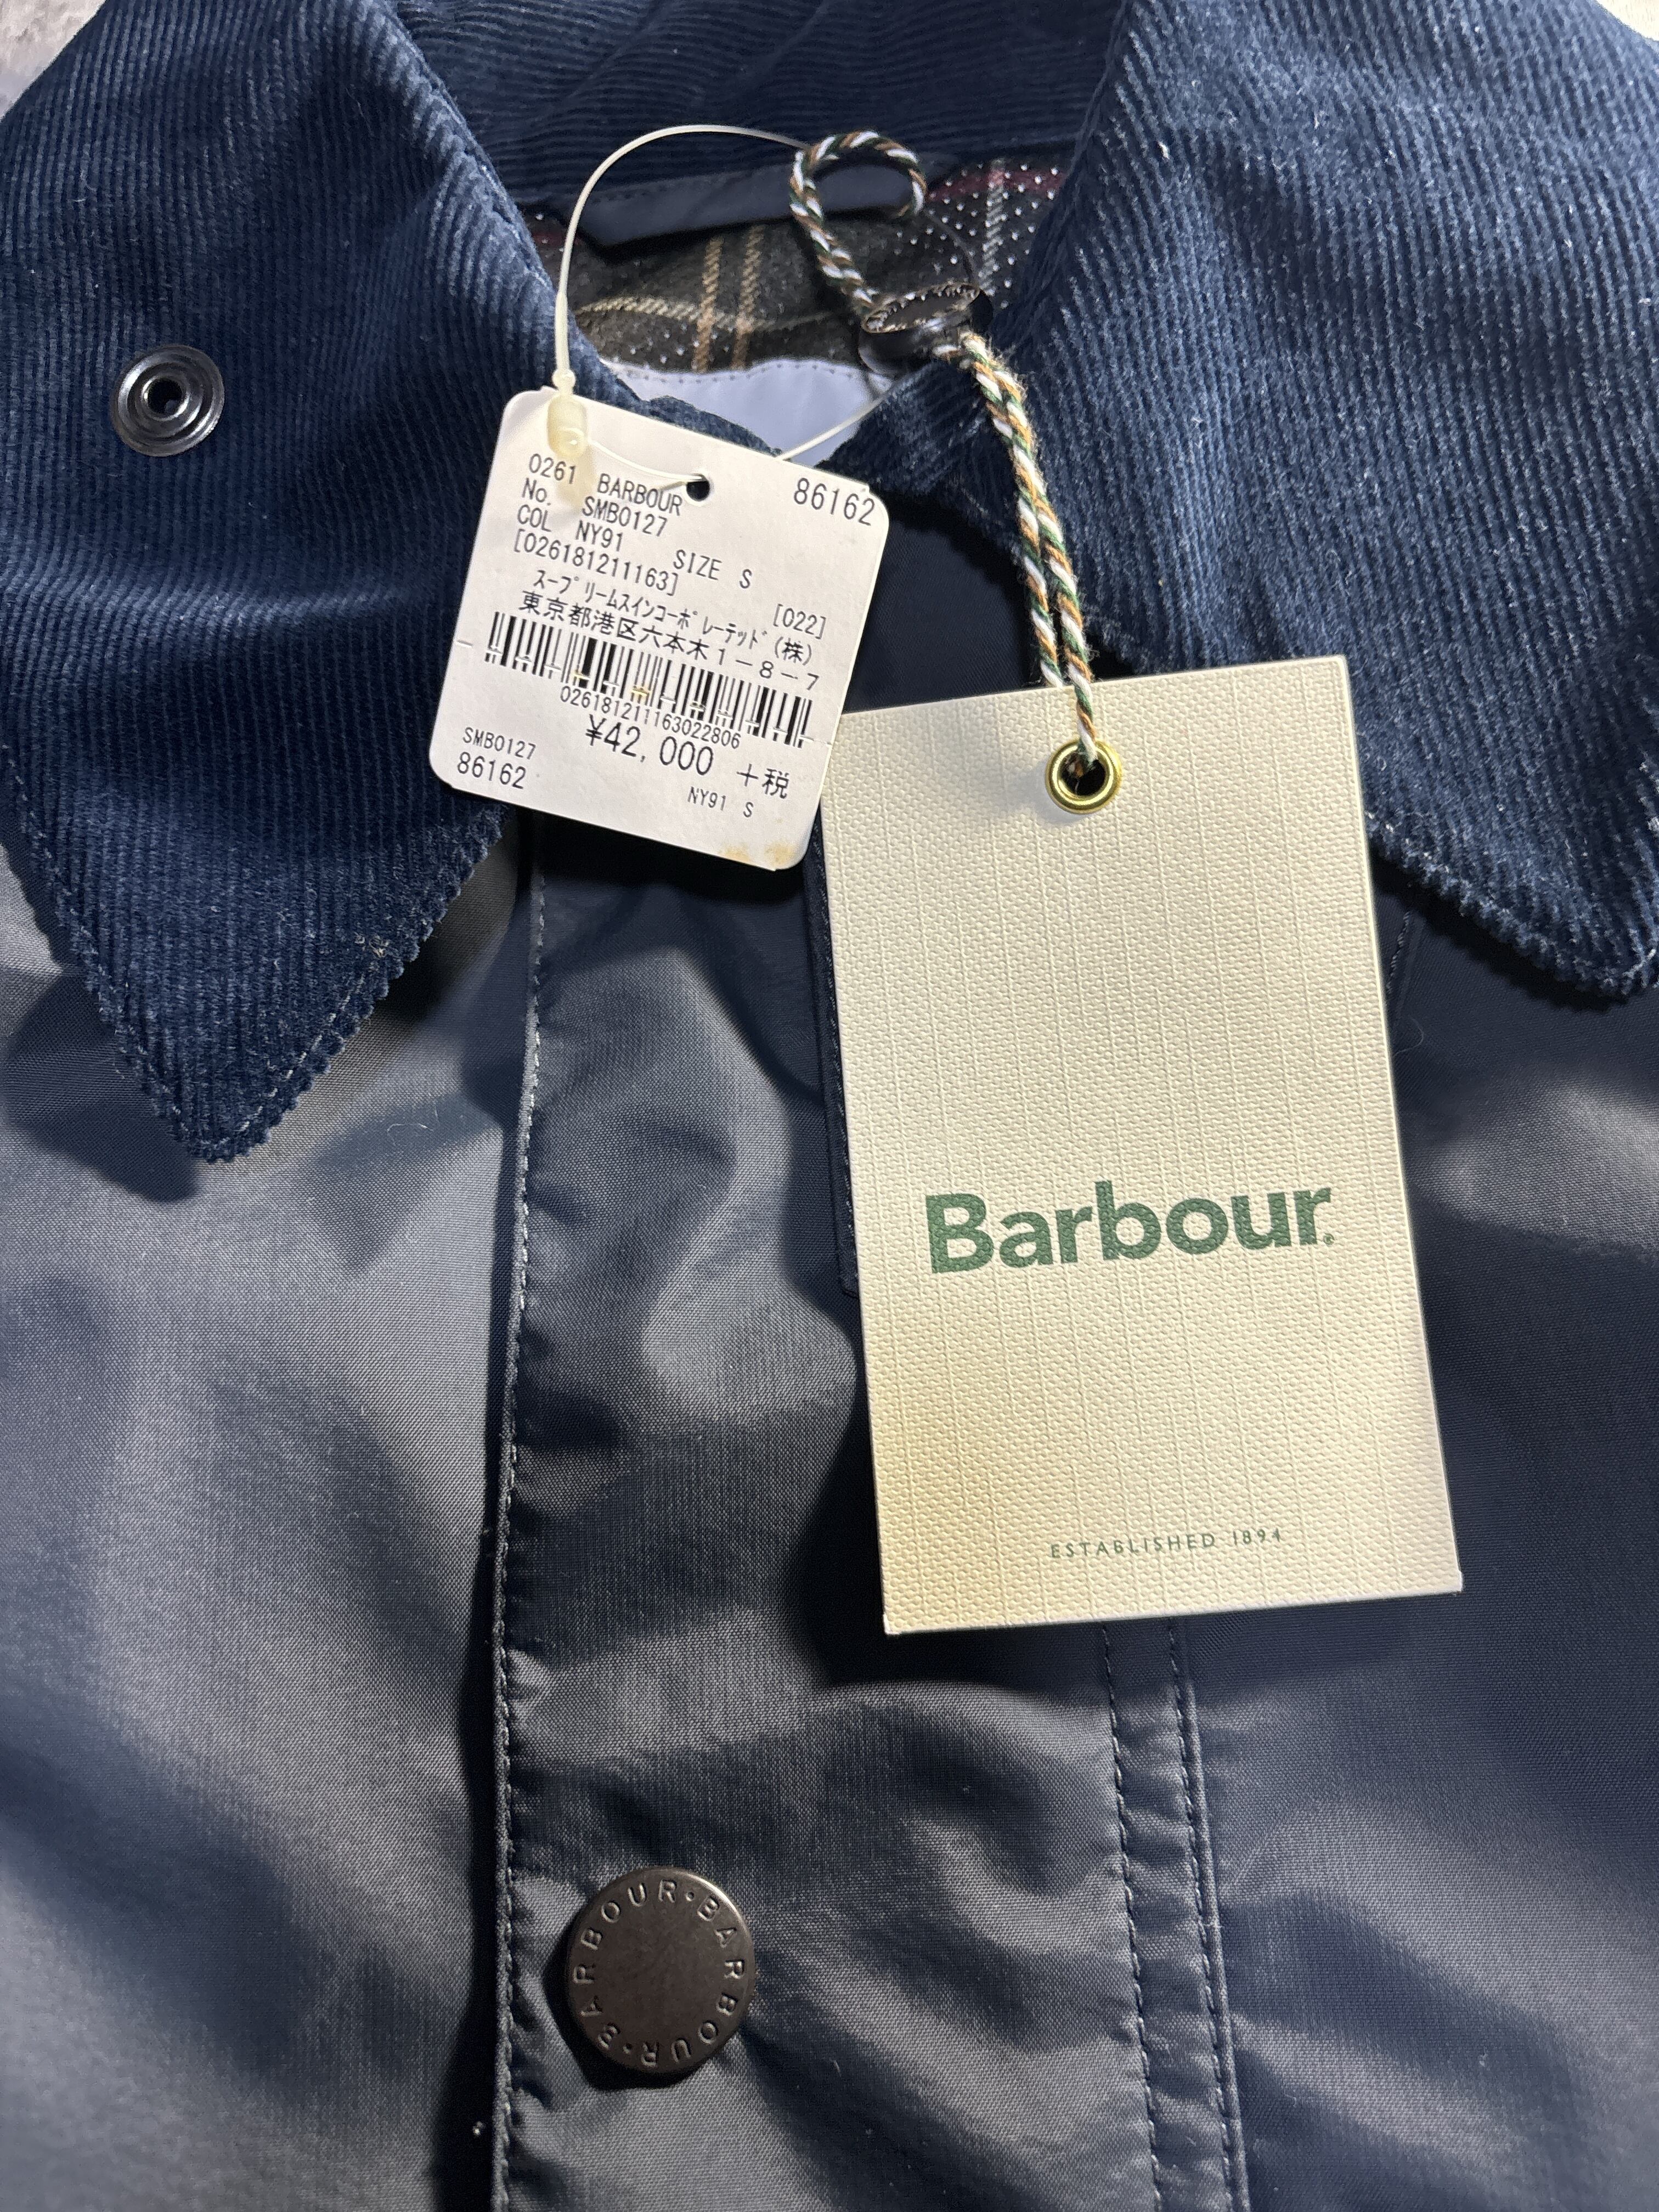 0261 BARBOUR 86162
No. SMB0127
COL NY91 SIZE S
[026181211163] [022]
スープリームスインコーポレーテッド(株)
東京都港区六本木1-8-7
026181211163022806
¥42,000 +税
SMB0127
86162
NY91 S
Barbour.
ESTABLISHED 1894
BARBOUR・BARBOUR・BARBOUR・